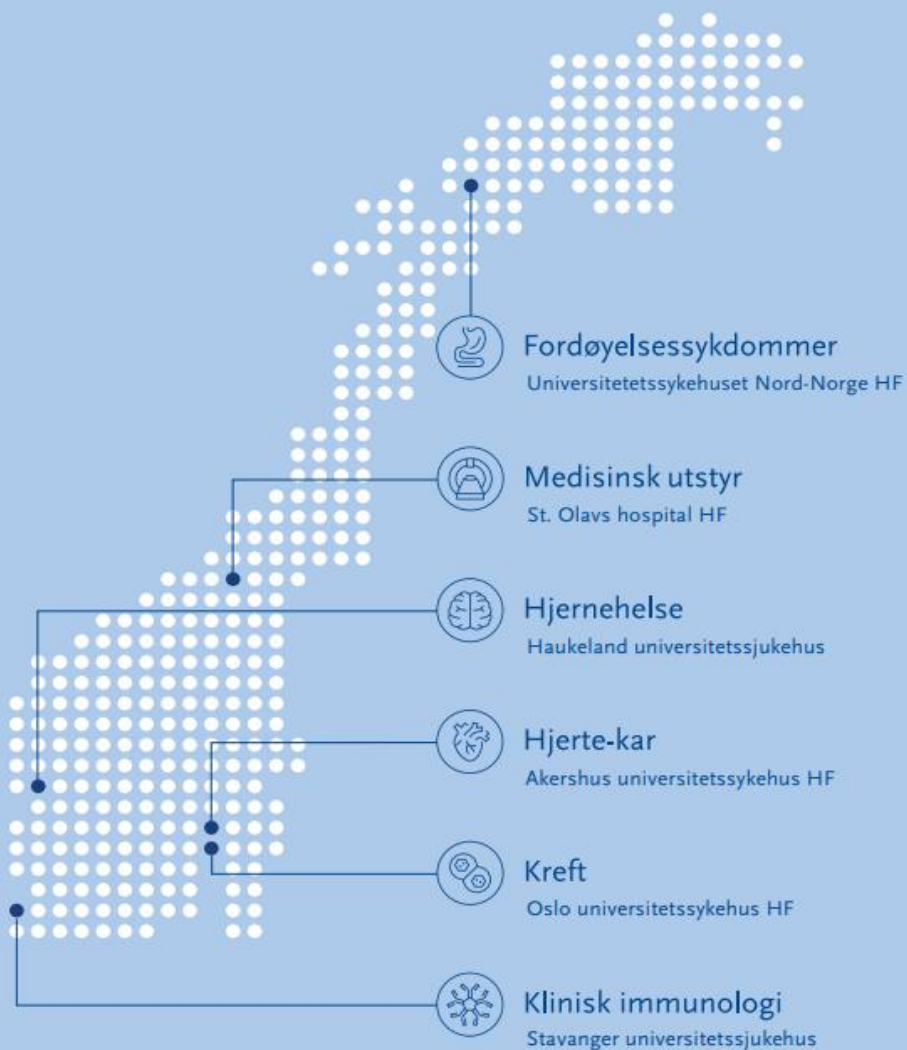 Fordøyelsessykdommer
Universitetetssykehuset Nord-Norge HF
Medisinsk utstyr
St. Olavs hospital HF
Hjernehelse
Haukeland universitetssjukehus
Hjerte-kar
Akershus universitetssykehus HF
Kreft
Oslo universitetssykehus HF
Klinisk immunologi
Stavanger universitetssjukehus